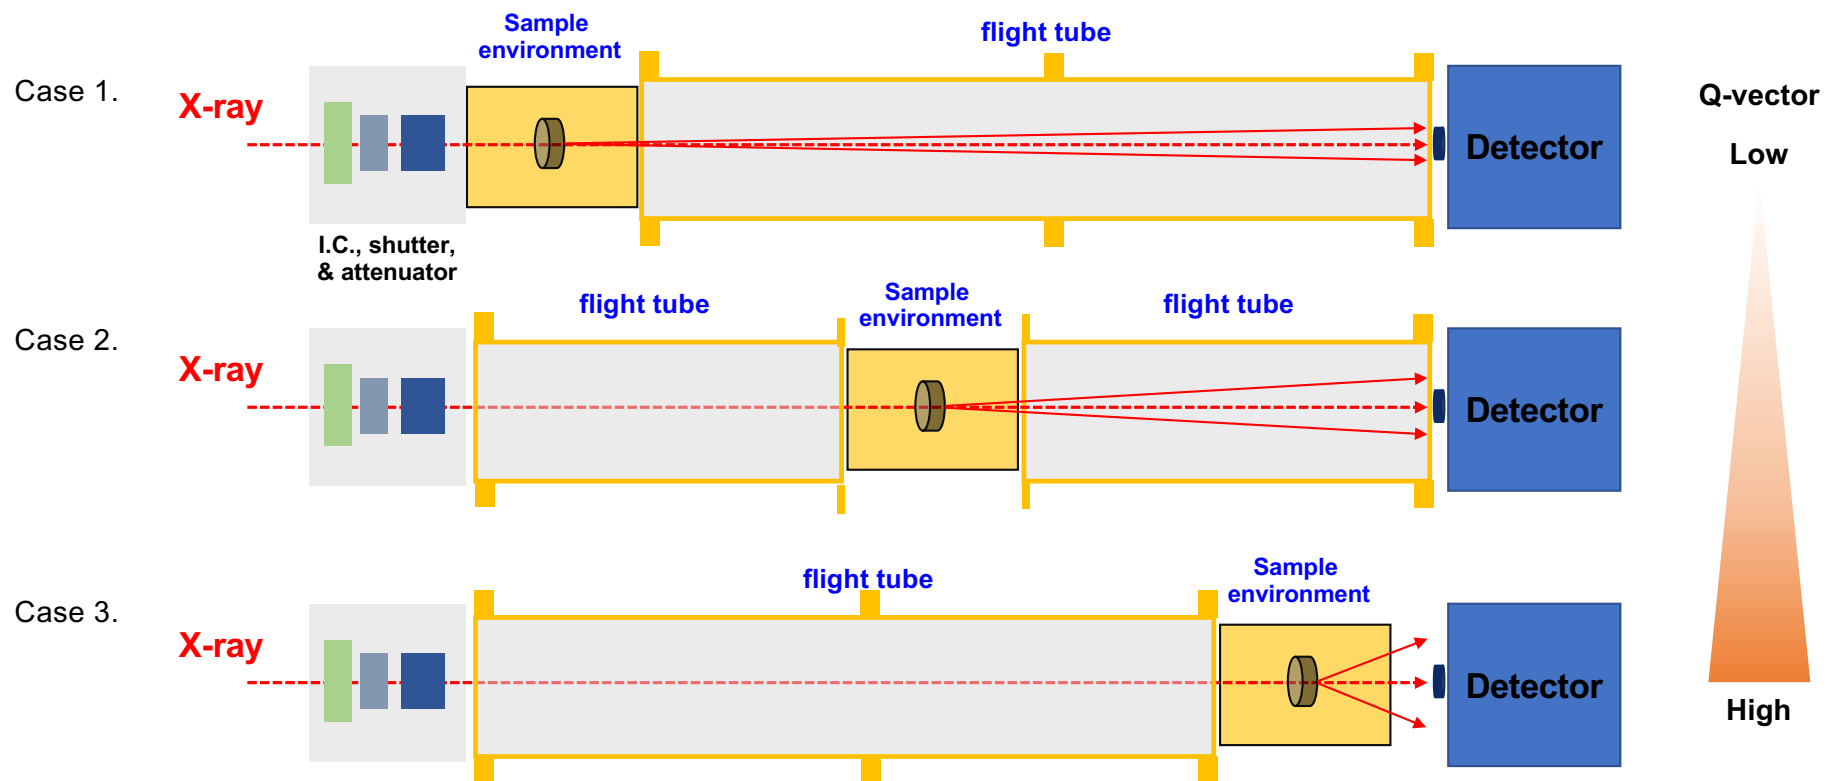 Case 1.
X-ray
Sample
environment
flight tube
Detector
Q-vector
Low
I.C., shutter,
& attenuator
Case 2.
X-ray
flight tube
Sample
environment
flight tube
Detector
Case 3.
X-ray
flight tube
Sample
environment
Detector
High